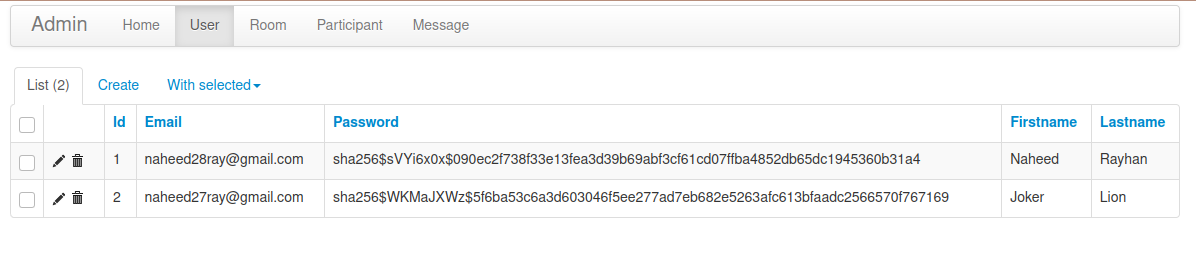 Admin Home User Room Participant Message
List (2) Create With selected
Id Email Password Firstname Lastname
1 naheed28ray@gmail.com sha256$sVYi6x0x$090ec2f738f33e13fea3d39b69abf3cf61cd07ffba4852db65dc1945360b31a4 Naheed Rayhan
2 naheed27ray@gmail.com sha256$WKMaJXWz$5f6ba53c6a3d603046f5ee277ad7eb682e5263afc613bfaadc2566570f767169 Joker Lion